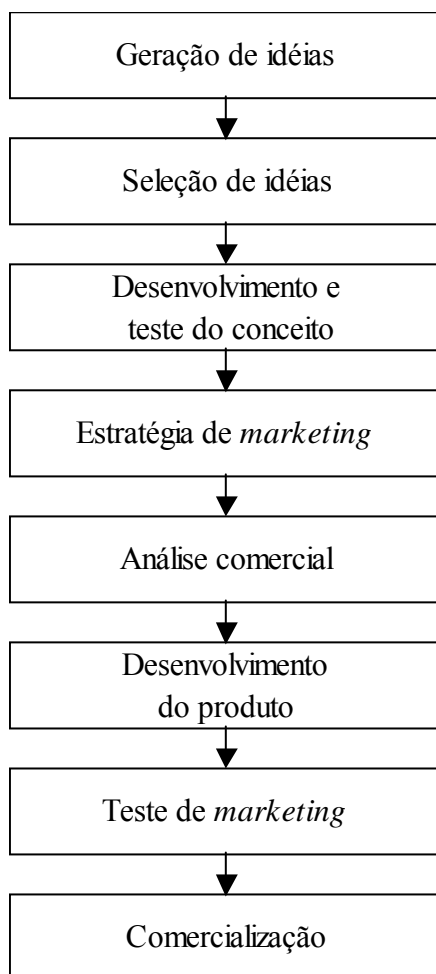 Geração de idéias
Seleção de idéias
Desenvolvimento e
teste do conceito
Estratégia de marketing
Análise comercial
Desenvolvimento
do produto
Teste de marketing
Comercialização